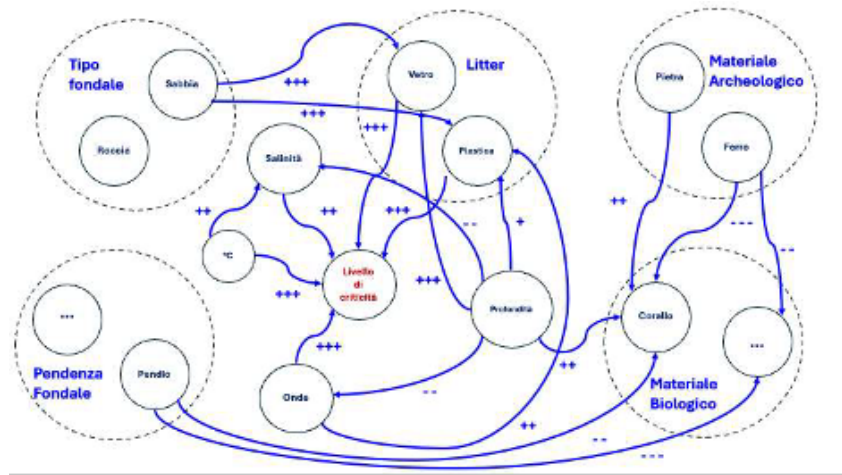 Tipo
fondale
Sabbia
Roccia
Litter
Vetro
Plastica
Materiale
Archeologico
Pietra
Ferro
+++
+++
+++
Salinità
++
++
+++
- -
+
++
- - - -
- -
°C
+++
Livello
di
criticità
+++
Profondità
Corallo
...
...
+++
++
Pendenza
Fondale
Pendio
Onde
- -
++
Materiale
Biologico
- -
- - -